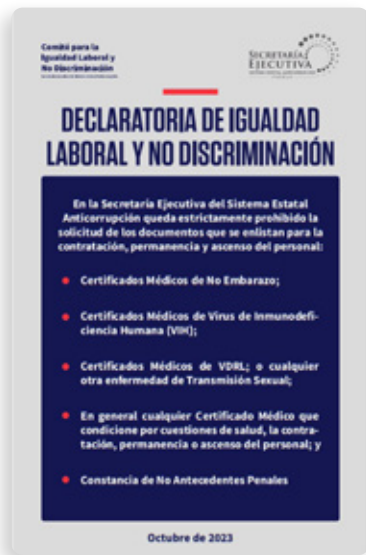 Comité para la
Igualdad Laboral y
No Discriminación
SECRETARÍA
EJECUTIVA
DECLARATORIA DE IGUALDAD
LABORAL Y NO DISCRIMINACIÓN
En la Secretaría Ejecutiva del Sistema Estatal
Anticorrupción queda estrictamente prohibido la
solicitud de los documentos que se enlistan para la
contratación, permanencia y ascenso del personal:
Certificados Médicos de No Embarazo;
Certificados Médicos de Virus de Inmunodefi-
ciencia Humana (VIH);
Certificados Médicos de VDRL; o cualquier
otra enfermedad de Transmisión Sexual;
En general cualquier Certificado Médico que
condicione por cuestiones de salud, la contra-
tación, permanencia o ascenso del personal; y
Constancia de No Antecedentes Penales
Octubre de 2023